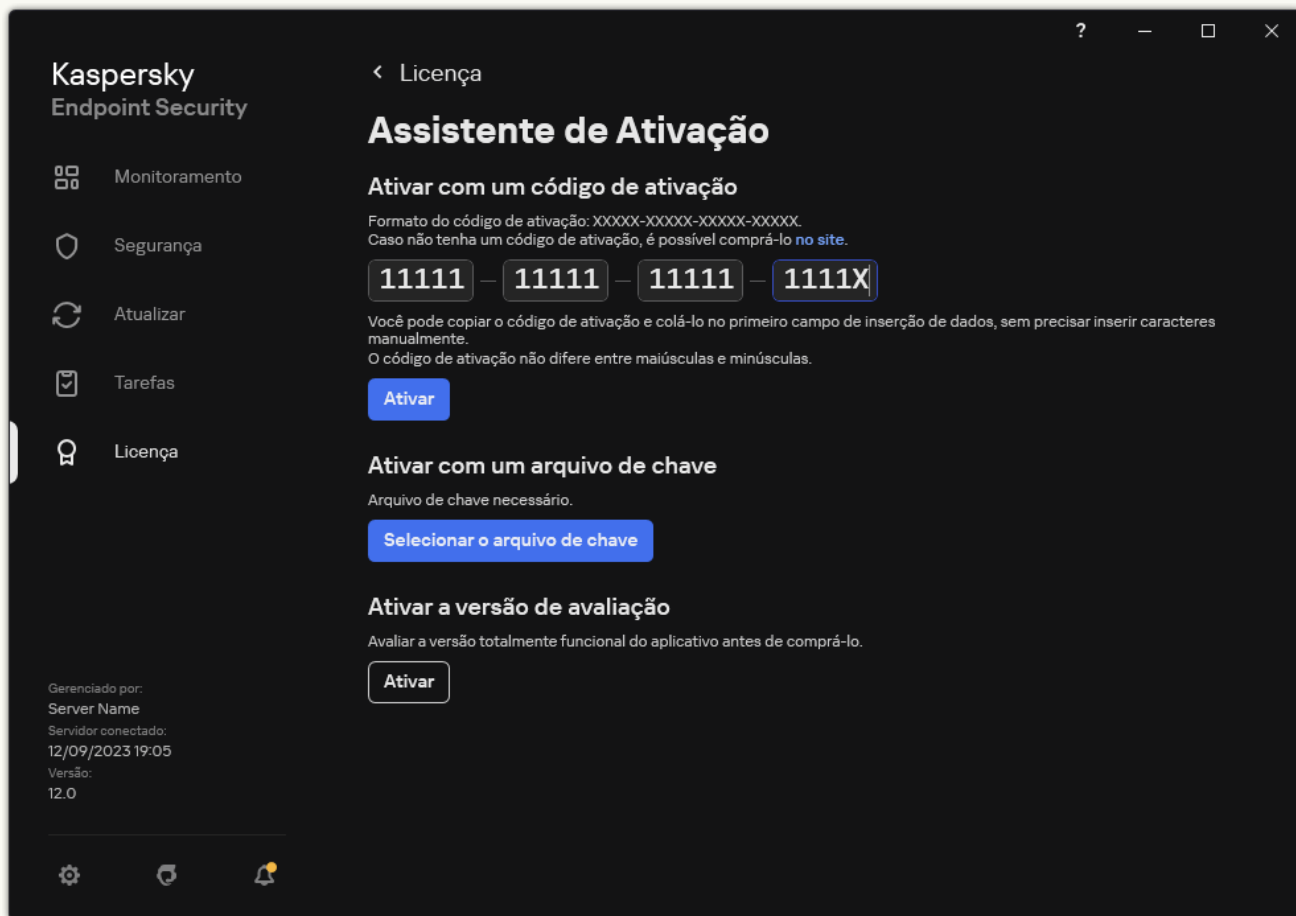 ?
Kaspersky
Endpoint Security
Monitoramento
Segurança
Atualizar
Tarefas
Licença
Gerenciado por:
Server Name
Servidor conectado:
12/09/2023 19:05
Versão:
12.0
Licença
Assistente de Ativação
Ativar com um código de ativação
Formato do código de ativação: XXXXX-XXXXX-XXXXX-XXXXX.
Caso não tenha um código de ativação, é possível comprá-lo no site.
11111 — 11111 — 11111 — 1111X
Você pode copiar o código de ativação e colá-lo no primeiro campo de inserção de dados, sem precisar inserir caracteres
manualmente.
O código de ativação não difere entre maiúsculas e minúsculas.
Ativar
Ativar com um arquivo de chave
Arquivo de chave necessário.
Selecionar o arquivo de chave
Ativar a versão de avaliação
Avaliar a versão totalmente funcional do aplicativo antes de comprá-lo.
Ativar